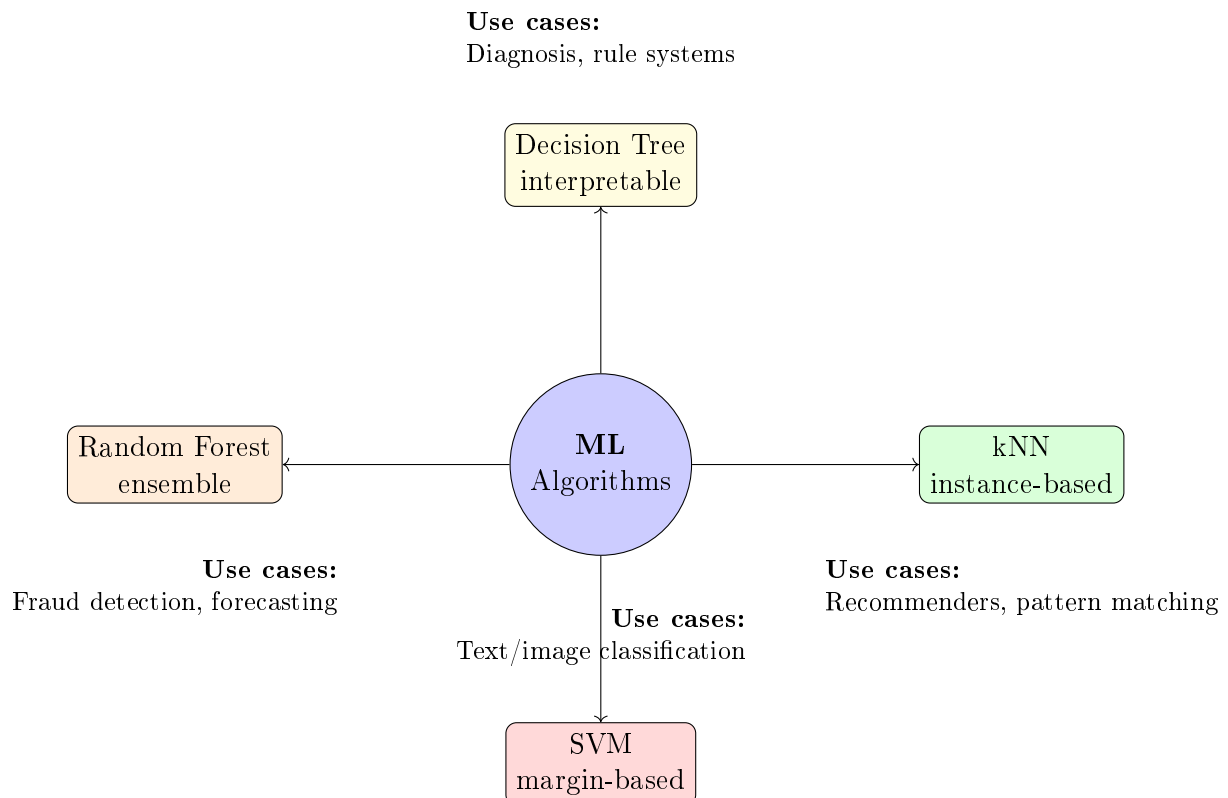 Use cases:
Diagnosis, rule systems
Decision Tree
interpretable
ML
Algorithms
Random Forest
ensemble
kNN
instance-based
Use cases:
Fraud detection, forecasting
Use cases:
Recommenders, pattern matching
Use cases:
Text/image classification
SVM
margin-based